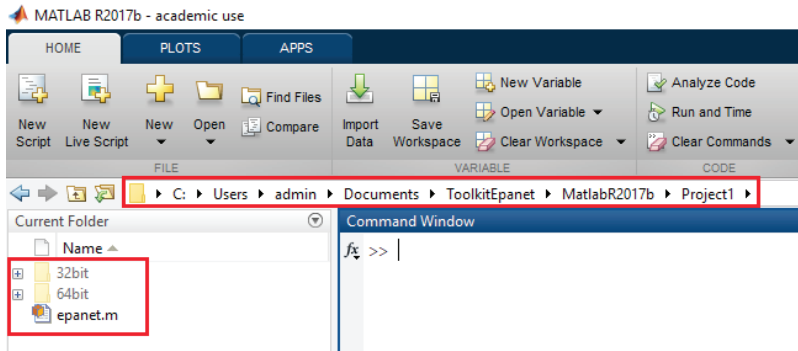 MATLAB R2017b - academic use
HOME PLOTS APPS
New Script New Live Script New Open Find Files Compare Import Data Save Workspace New Variable Open Variable Clear Workspace Analyze Code Run and Time Clear Commands
FILE VARIABLE CODE
C: Users admin Documents ToolkitEpanet MatlabR2017b Project1
Current Folder Command Window
Name fx >>
32bit
64bit
epanet.m